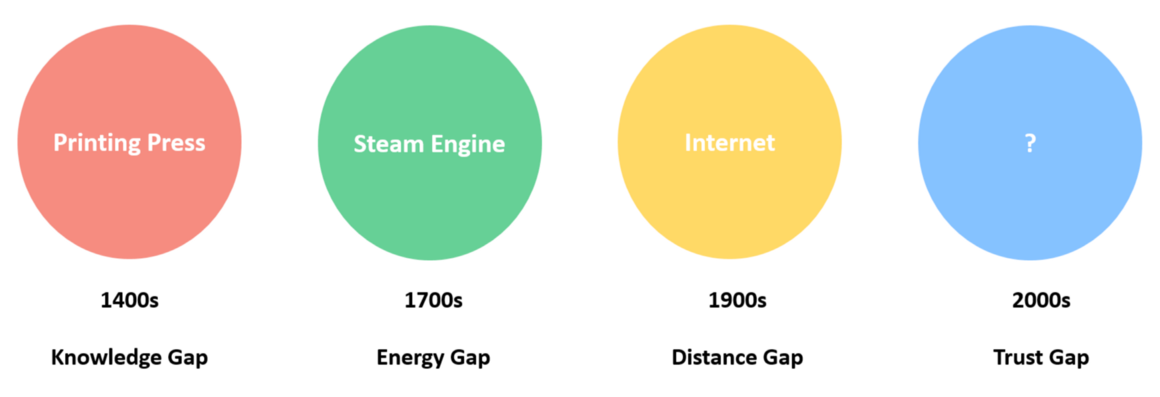 Printing Press
Steam Engine
Internet
?
1400s
1700s
1900s
2000s
Knowledge Gap
Energy Gap
Distance Gap
Trust Gap